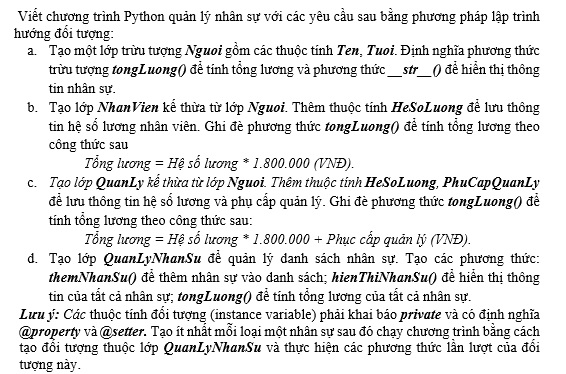 Viết chương trình Python quản lý nhân sự với các yêu cầu sau bằng phương pháp lập trình
hướng đối tượng:
a. Tạo một lớp trừu tượng Nguoi gồm các thuộc tính Ten, Tuoi. Định nghĩa phương thức
trừu tượng tongLuong() để tính tổng lương và phương thức __str__() để hiển thị thông
tin nhân sự.
b. Tạo lớp NhanVien kế thừa từ lớp Nguoi. Thêm thuộc tính HeSoLuong để lưu thông
tin hệ số lương nhân viên. Ghi đè phương thức tongLuong() để tính tổng lương theo
công thức sau
Tổng lương = Hệ số lương * 1.800.000 (VNĐ).
c. Tạo lớp QuanLy kế thừa từ lớp Nguoi. Thêm thuộc tính HeSoLuong, PhuCapQuanLy
để lưu thông tin hệ số lương và phụ cấp quản lý. Ghi đè phương thức tongLuong() để
tính tổng lương theo công thức sau:
Tổng lương = Hệ số lương * 1.800.000 + Phục cấp quản lý (VNĐ).
d. Tạo lớp QuanLyNhanSu để quản lý danh sách nhân sự. Tạo các phương thức:
themNhanSu() để thêm nhân sự vào danh sách; hienThiNhanSu() để hiển thị thông
tin của tất cả nhân sự; tongLuong() để tính tổng lương của tất cả nhân sự.
Lưu ý: Các thuộc tính đối tượng (instance variable) phải khai báo private và có định nghĩa
@property và @setter. Tạo ít nhất mỗi loại một nhân sự sau đó chạy chương trình bằng cách
tạo đối tượng thuộc lớp QuanLyNhanSu và thực hiện các phương thức lần lượt của đối
tượng này.